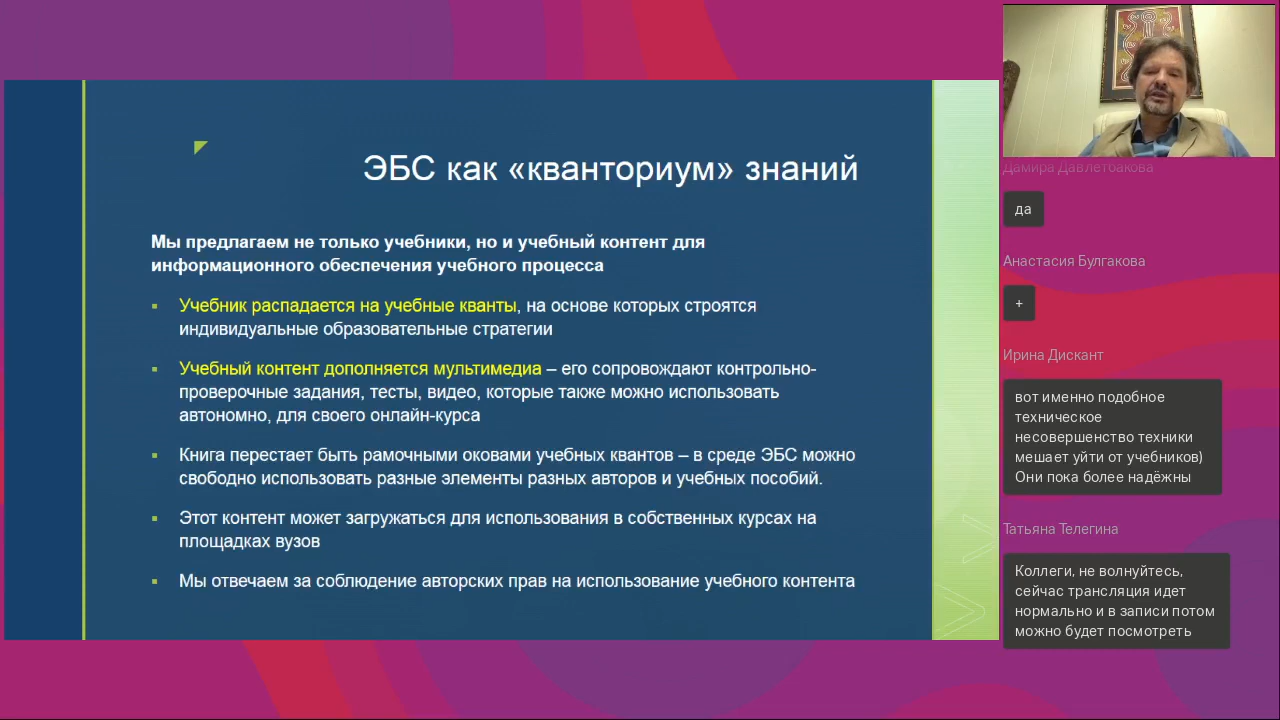 ЭБС как «кванториум» знаний
Мы предлагаем не только учебники, но и учебный контент для
информационного обеспечения учебного процесса
Учебник распадается на учебные кванты, на основе которых строятся
индивидуальные образовательные стратегии
Учебный контент дополняется мультимедиа – его сопровождают контрольно-
проверочные задания, тесты, видео, которые также можно использовать
автономно, для своего онлайн-курса
Книга перестает быть рамочными оковами учебных квантов – в среде ЭБС можно
свободно использовать разные элементы разных авторов и учебных пособий.
Этот контент может загружаться для использования в собственных курсах на
площадках вузов
Мы отвечаем за соблюдение авторских прав на использование учебного контента
Дамира Давлетбакова
да
Анастасия Булгакова
+
Ирина Дискант
вот именно подобное
техническое
несовершенство техники
мешает уйти от учебников)
Они пока более надёжны
Татьяна Телегина
Коллеги, не волнуйтесь,
сейчас трансляция идет
нормально и в записи потом
можно будет посмотреть